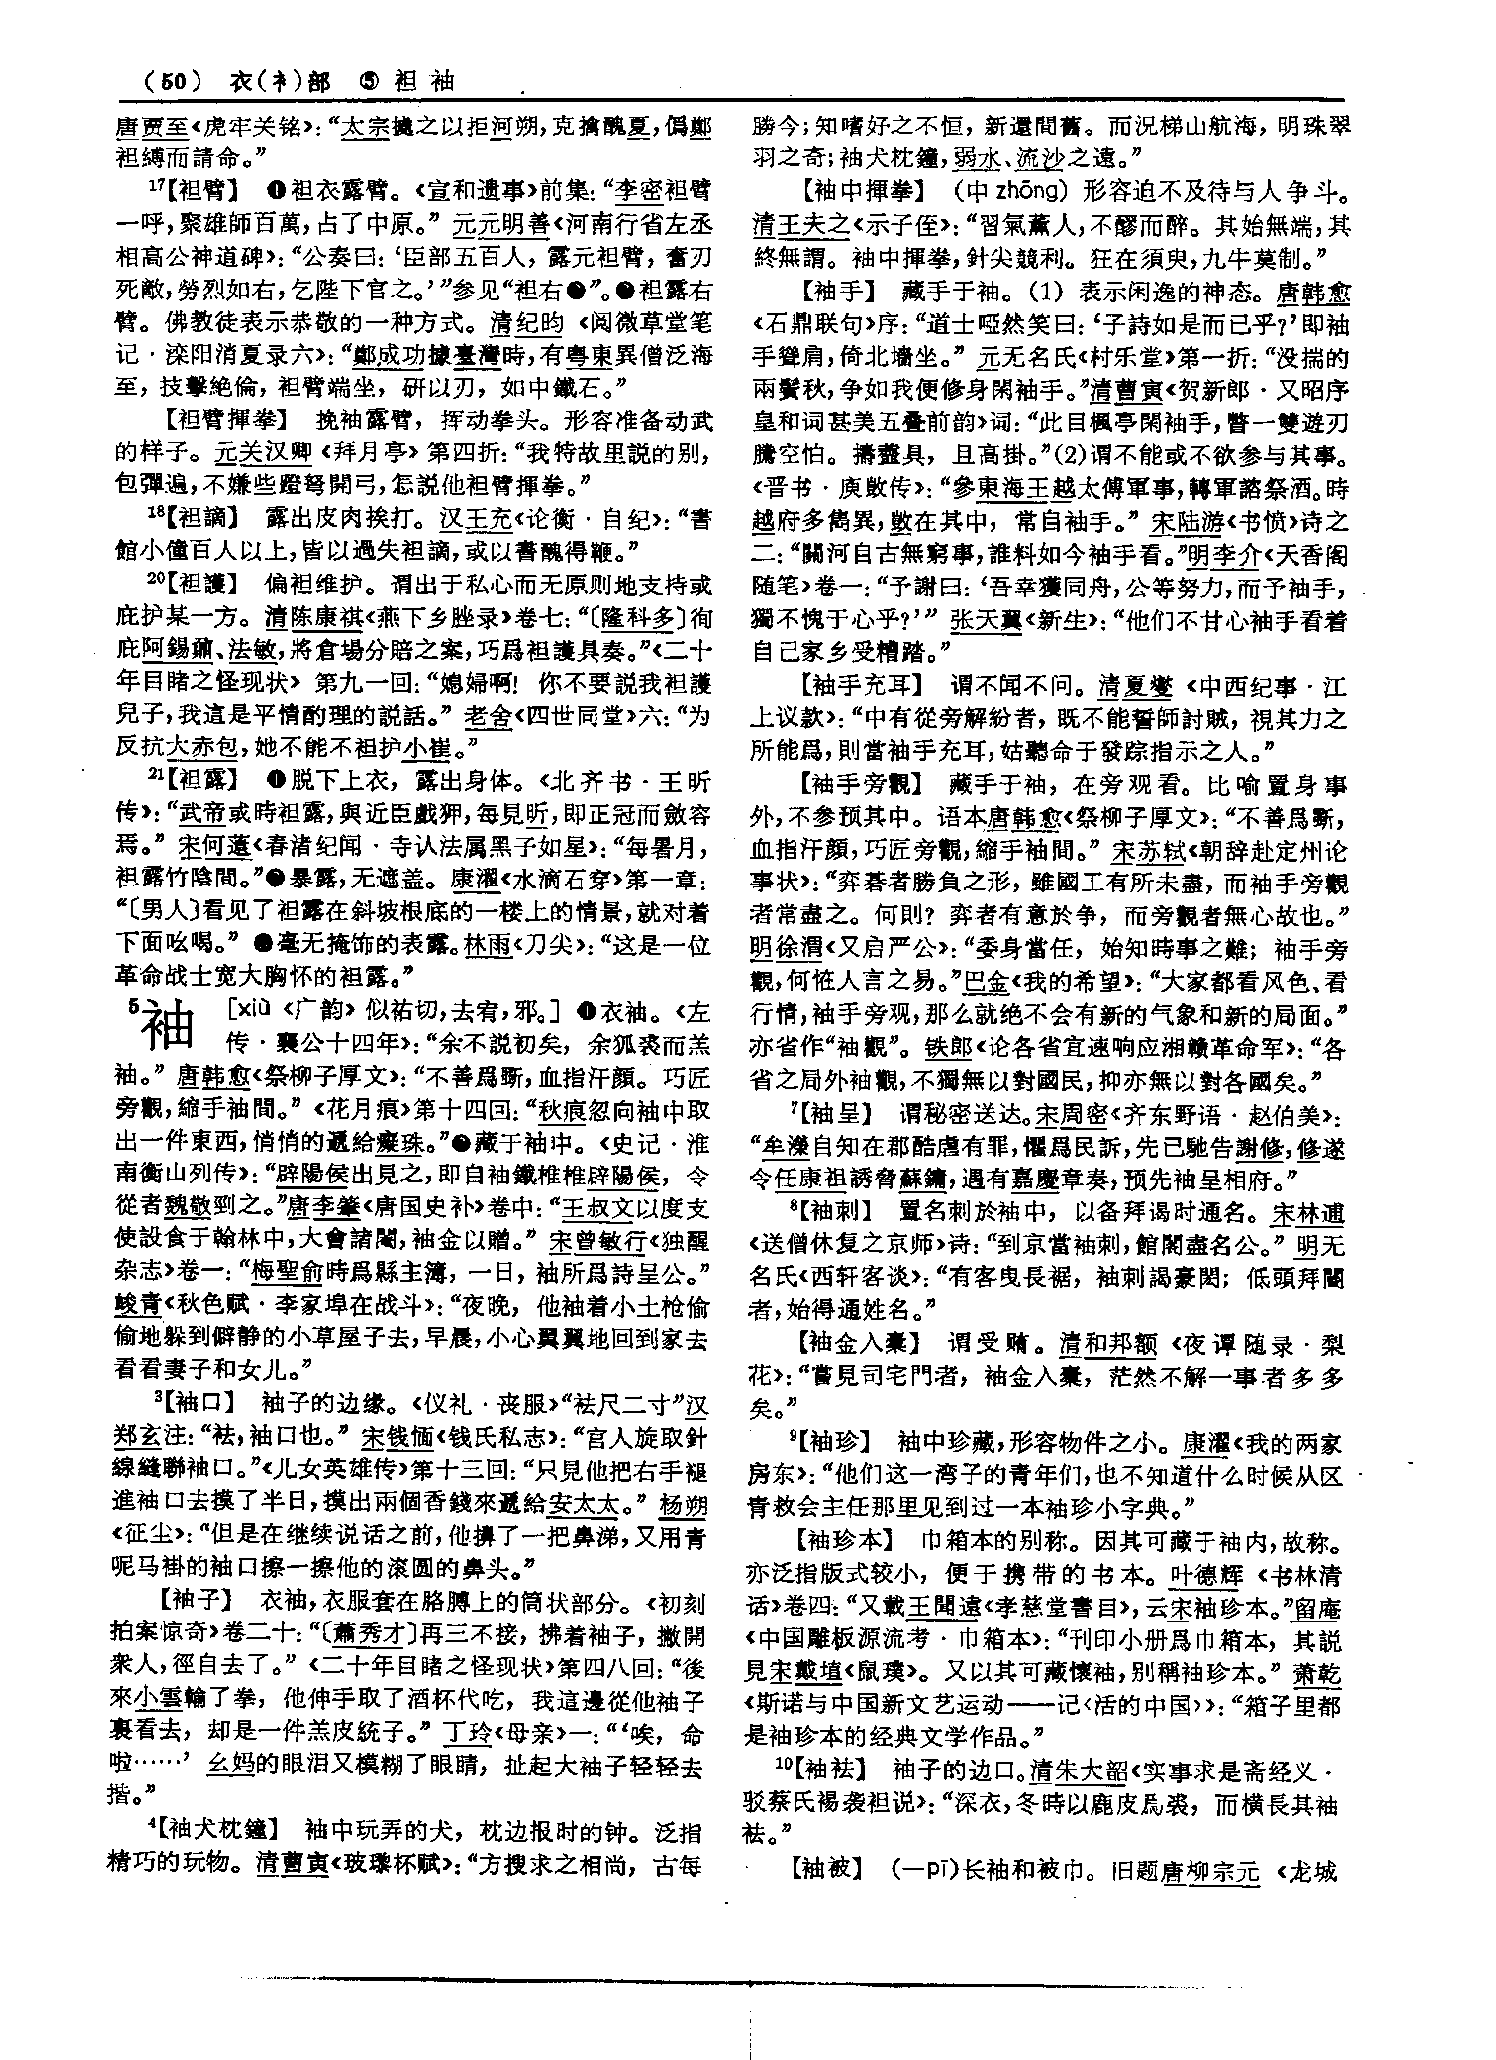 (50) 衣(衤)部 ⑤ 袒 袖
唐贾至《虎牢关铭》：“太宗擁之以拒河朔，克擒醜夏，僞鄭
袒縛而請命。”
17【袒臂】 ❶袒衣露臂。《宣和遗事》前集：“李密袒臂
一呼，聚雄師百萬，占了中原。” 元元明善《河南行省左丞
相高公神道碑》：“公奏曰：‘臣部五百人，露元袒臂，奮刃
死敵，勞烈如右，乞陛下官之。’”参见“袒右❷”。❷袒露右
臂。佛教徒表示恭敬的一种方式。清纪昀《阅微草堂笔
记·滦阳消夏录六》：“鄭成功據臺灣時，有粤東異僧泛海
至，技擊絶倫，袒臂端坐，斫以刃，如中鐵石。”
【袒臂揮拳】 挽袖露臂，挥动拳头。形容准备动武
的样子。元关汉卿《拜月亭》第四折：“我特故里説的别，
包彈遍，不嫌些蹬弩開弓，怎説他袒臂揮拳。”
18【袒謫】 露出皮肉挨打。汉王充《论衡·自纪》：“書
館小僮百人以上，皆以過失袒謫，或以書醜得鞭。”
20【袒護】 偏袒维护。谓出于私心而无原则地支持或
庇护某一方。清陈康祺《燕下乡脞录》卷七：“〔隆科多〕徇
庇阿錫鼐、法敏，將倉場分賠之案，巧爲袒護具奏。”《二十
年目睹之怪现状》第九一回：“媳婦啊！你不要説我袒護
兒子，我這是平情酌理的説話。” 老舍《四世同堂》六：“为
反抗大赤包，她不能不袒护小崔。”
21【袒露】 ❶脱下上衣，露出身体。《北齐书·王昕
传》：“武帝或時袒露，與近臣戲狎，每見昕，即正冠而斂容
焉。” 宋何薳《春渚纪闻·寺认法属黑子如星》：“每暑月，
袒露竹陰間。”❷暴露，无遮盖。康濯《水滴石穿》第一章：
“〔男人〕看见了袒露在斜坡根底的一楼上的情景，就对着
下面吆喝。” ❸毫无掩饰的表露。林雨《刀尖》：“这是一位
革命战士宽大胸怀的袒露。”
5袖 [xiù《广韵》似祐切，去宥，邪。] ❶衣袖。《左
传·襄公十四年》：“余不説初矣，余狐裘而羔
袖。” 唐韩愈《祭柳子厚文》：“不善爲斲，血指汗顔。巧匠
旁觀，縮手袖間。”《花月痕》第十四回：“秋痕忽向袖中取
出一件東西，悄悄的遞給癡珠。”❷藏于袖中。《史记·淮
南衡山列传》：“辟陽侯出見之，即自袖鐵椎椎辟陽侯，令
從者魏敬剄之。”唐李肇《唐国史补》卷中：“王叔文以度支
使設食于翰林中，大會諸閹，袖金以贈。” 宋曾敏行《独醒
杂志》卷一：“梅聖俞時爲縣主簿，一日，袖所爲詩呈公。”
峻青《秋色赋·李家埠在战斗》：“夜晚，他袖着小土枪偷
偷地躲到僻静的小草屋子去，早晨，小心翼翼地回到家去
看看妻子和女儿。”
3【袖口】 袖子的边缘。《仪礼·丧服》“袪尺二寸”汉
郑玄注：“袪，袖口也。” 宋钱愐《钱氏私志》：“官人旋取針
線縫聯袖口。”《儿女英雄传》第十三回：“只見他把右手褪
進袖口去摸了半日，摸出兩個香錢來遞給安太太。” 杨朔
《征尘》：“但是在继续说话之前，他擤了一把鼻涕，又用青
呢马褂的袖口擦一擦他的滚圆的鼻头。”
【袖子】 衣袖，衣服套在胳膊上的筒状部分。《初刻
拍案惊奇》卷二十：“〔蕭秀才〕再三不接，拂着袖子，撇開
衆人，徑自去了。”《二十年目睹之怪现状》第四八回：“後
來小雲輸了拳，他伸手取了酒杯代吃，我這邊從他袖子
裏看去，却是一件羔皮統子。” 丁玲《母亲》一：“‘唉，命
啦……’ 幺妈的眼泪又模糊了眼睛，扯起大袖子轻轻去
揩。”
4【袖犬枕鐘】 袖中玩弄的犬，枕边报时的钟。泛指
精巧的玩物。清曹寅《玻瓈杯赋》：“方搜求之相尚，古每
勝今；知嗜好之不恒，新還間舊。而況梯山航海，明珠翠
羽之奇；袖犬枕鐘，弱水、流沙之遠。”
【袖中揮拳】 （中 zhōng）形容迫不及待与人争斗。
清王夫之《示子侄》：“習氣薰人，不醪而醉。其始無端，其
終無謂。袖中揮拳，針尖競利。狂在須臾，九牛莫制。”
【袖手】 藏手于袖。（1）表示闲逸的神态。唐韩愈
《石鼎联句》序：“道士啞然笑曰：‘子詩如是而已乎？’即袖
手聳肩，倚北墻坐。” 元无名氏《村乐堂》第一折：“没揣的
兩鬢秋，争如我便修身閑袖手。”清曹寅《贺新郎·又昭序
皇和词甚美五叠前韵》词：“此目楓亭閑袖手，瞥一雙遊刃
騰空怕。擣虀具，且高掛。”（2）谓不能或不欲参与其事。
《晋书·庾敳传》：“參東海王越太傅軍事，轉軍諮祭酒。時
越府多雋異，敳在其中，常自袖手。” 宋陆游《书愤》诗之
二：“關河自古無窮事，誰料如今袖手看。”明李介《天香阁
随笔》卷一：“予謝曰：‘吾幸獲同舟，公等努力，而予袖手，
獨不愧于心乎？’” 张天翼《新生》：“他们不甘心袖手看着
自己家乡受糟踏。”
【袖手充耳】 谓不闻不问。清夏燮《中西纪事·江
上议款》：“中有從旁解紛者，既不能誓師討賊，視其力之
所能爲，則當袖手充耳，姑聽命于發踪指示之人。”
【袖手旁觀】 藏手于袖，在旁观看。比喻置身事
外，不参预其中。语本唐韩愈《祭柳子厚文》：“不善爲斲，
血指汗顔，巧匠旁觀，縮手袖間。” 宋苏轼《朝辞赴定州论
事状》：“弈碁者勝負之形，雖國工有所未盡，而袖手旁觀
者常盡之。何則？弈者有意於争，而旁觀者無心故也。”
明徐渭《又启严公》：“委身當任，始知時事之難；袖手旁
觀，何恠人言之易。”巴金《我的希望》：“大家都看风色、看
行情，袖手旁观，那么就绝不会有新的气象和新的局面。”
亦省作“袖觀”。铁郎《论各省宜速响应湘赣革命军》：“各
省之局外袖觀，不獨無以對國民，抑亦無以對各國矣。”
7【袖呈】 谓秘密送达。宋周密《齐东野语·赵伯美》：
“牟濚自知在郡酷虐有罪，懼爲民訴，先已馳告謝修，修遂
令任康祖誘脅蘇鏞，遇有嘉慶章奏，预先袖呈相府。”
8【袖刺】 置名刺於袖中，以备拜谒时通名。宋林逋
《送僧休复之京师》诗：“到京當袖刺，館閣盡名公。” 明无
名氏《西轩客谈》：“有客曳長裾，袖刺謁豪閎；低頭拜閽
者，始得通姓名。”
【袖金入橐】 谓受贿。清和邦额《夜谭随录·梨
花》：“嘗見司宅門者，袖金入橐，茫然不解一事者多多
矣。”
9【袖珍】 袖中珍藏，形容物件之小。康濯《我的两家
房东》：“他们这一湾子的青年们，也不知道什么时候从区
青救会主任那里见到过一本袖珍小字典。”
【袖珍本】 巾箱本的别称。因其可藏于袖内，故称。
亦泛指版式较小，便于携带的书本。叶德辉《书林清
话》卷四：“又載王聞遠《孝慈堂書目》，云宋袖珍本。”留庵
《中国雕板源流考·巾箱本》：“刊印小册爲巾箱本，其説
見宋戴埴《鼠璞》。又以其可藏懷袖，别稱袖珍本。” 萧乾
《斯诺与中国新文艺运动——记〈活的中国〉》：“箱子里都
是袖珍本的经典文学作品。”
10【袖袪】 袖子的边口。清朱大韶《实事求是斋经义·
驳蔡氏裼袭袒说》：“深衣，冬時以鹿皮爲裘，而横長其袖
袪。”
【袖被】 （—pī）长袖和被巾。旧题唐柳宗元《龙城